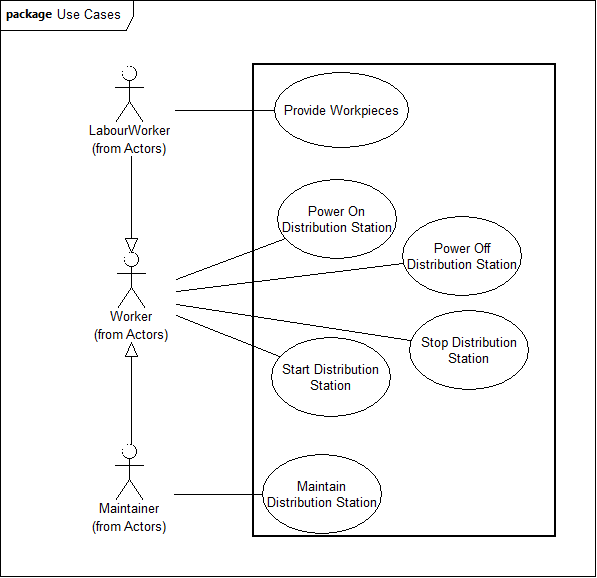 package Use Cases
LabourWorker
(from Actors)
Provide Workpieces
Power On
Distribution Station
Power Off
Distribution Station
Worker
(from Actors)
Stop Distribution
Station
Start Distribution
Station
Maintainer
(from Actors)
Maintain
Distribution Station